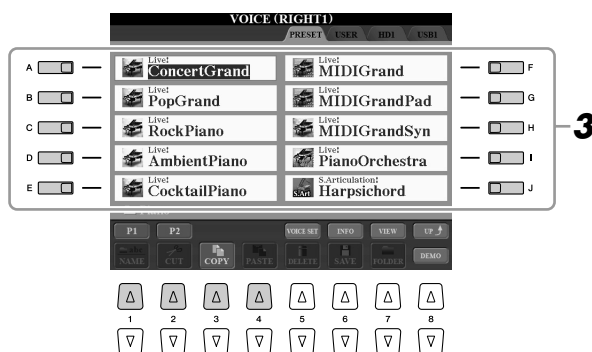 VOICE (RIGHT1)
PRESET USER HD1 USB1
A Live! ConcertGrand Live! MIDIGrand F
B Live! PopGrand Live! MIDIGrandPad G
C Live! RockPiano Live! MIDIGrandSyn H
D Live! AmbientPiano Live! PianoOrchestra I
E Live! CocktailPiano S.Art S.Articulation! Harpsichord J
3
P1 P2 VOICE SET INFO VIEW UP
NAME CUT COPY PASTE DELETE SAVE FOLDER DEMO
1 2 3 4 5 6 7 8